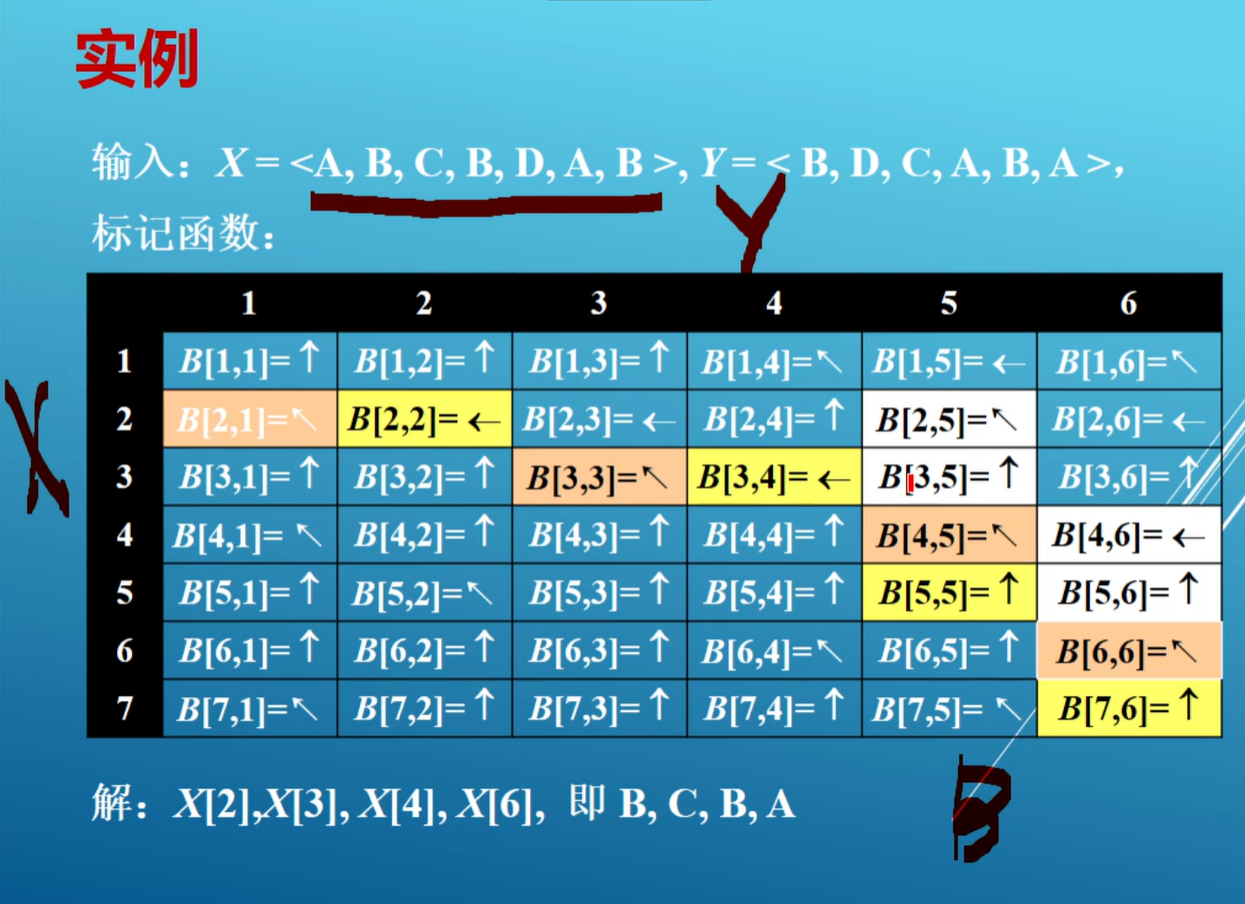 实例
输入：X = <A, B, C, B, D, A, B >, Y = < B, D, C, A, B, A >，
Y
标记函数：
1 2 3 4 5 6
1 B[1,1]=↑ B[1,2]=↑ B[1,3]=↑ B[1,4]=↖ B[1,5]=← B[1,6]=↖
2 B[2,1]=↖ B[2,2]=← B[2,3]=← B[2,4]=↑ B[2,5]=↖ B[2,6]=←
X
3 B[3,1]=↑ B[3,2]=↑ B[3,3]=↖ B[3,4]=← B[3,5]=↑ B[3,6]=↑
4 B[4,1]=↖ B[4,2]=↑ B[4,3]=↑ B[4,4]=↑ B[4,5]=↖ B[4,6]=←
5 B[5,1]=↑ B[5,2]=↖ B[5,3]=↑ B[5,4]=↑ B[5,5]=↑ B[5,6]=↑
6 B[6,1]=↑ B[6,2]=↑ B[6,3]=↑ B[6,4]=↖ B[6,5]=↑ B[6,6]=↖
7 B[7,1]=↖ B[7,2]=↑ B[7,3]=↑ B[7,4]=↑ B[7,5]=↖ B[7,6]=↑
解：X[2],X[3], X[4], X[6], 即 B, C, B, A
B